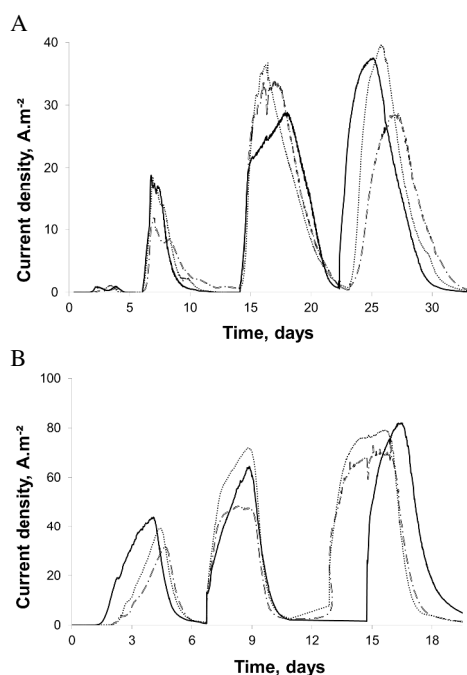 A
40
30
20
10
0
Current density, A.m⁻²
0 5 10 15 20 25 30
Time, days
B
100
80
60
40
20
0
Current density, A.m⁻²
0 3 6 9 12 15 18
Time, days